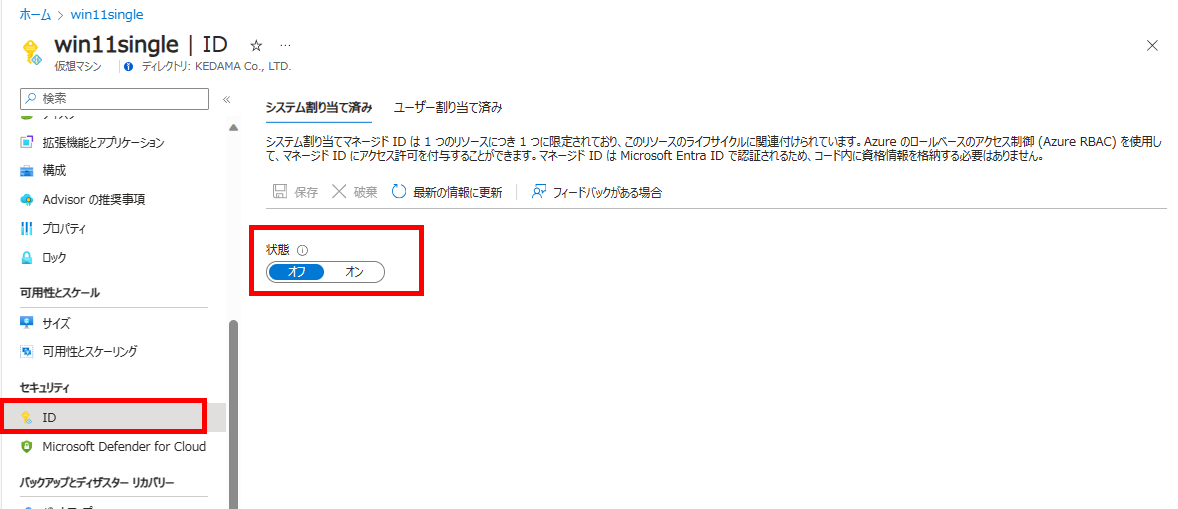 ホーム > win11single
win11single | ID ☆ …
仮想マシン ディレクトリ: KEDAMA Co., LTD.
検索 «
拡張機能とアプリケーション
構成
Advisor の推奨事項
プロパティ
ロック
可用性とスケール
サイズ
可用性とスケーリング
セキュリティ
ID
Microsoft Defender for Cloud
バックアップとディザスター リカバリー
システム割り当て済み ユーザー割り当て済み
システム割り当てマネージド ID は 1 つのリソースにつき 1 つに限定されており、このリソースのライフサイクルに関連付けられています。Azure のロールベースのアクセス制御 (Azure RBAC) を使用し
て、マネージド ID にアクセス許可を付与することができます。マネージド ID は Microsoft Entra ID で認証されるため、コード内に資格情報を格納する必要はありません。
保存 破棄 最新の情報に更新 フィードバックがある場合
状態
オフ オン